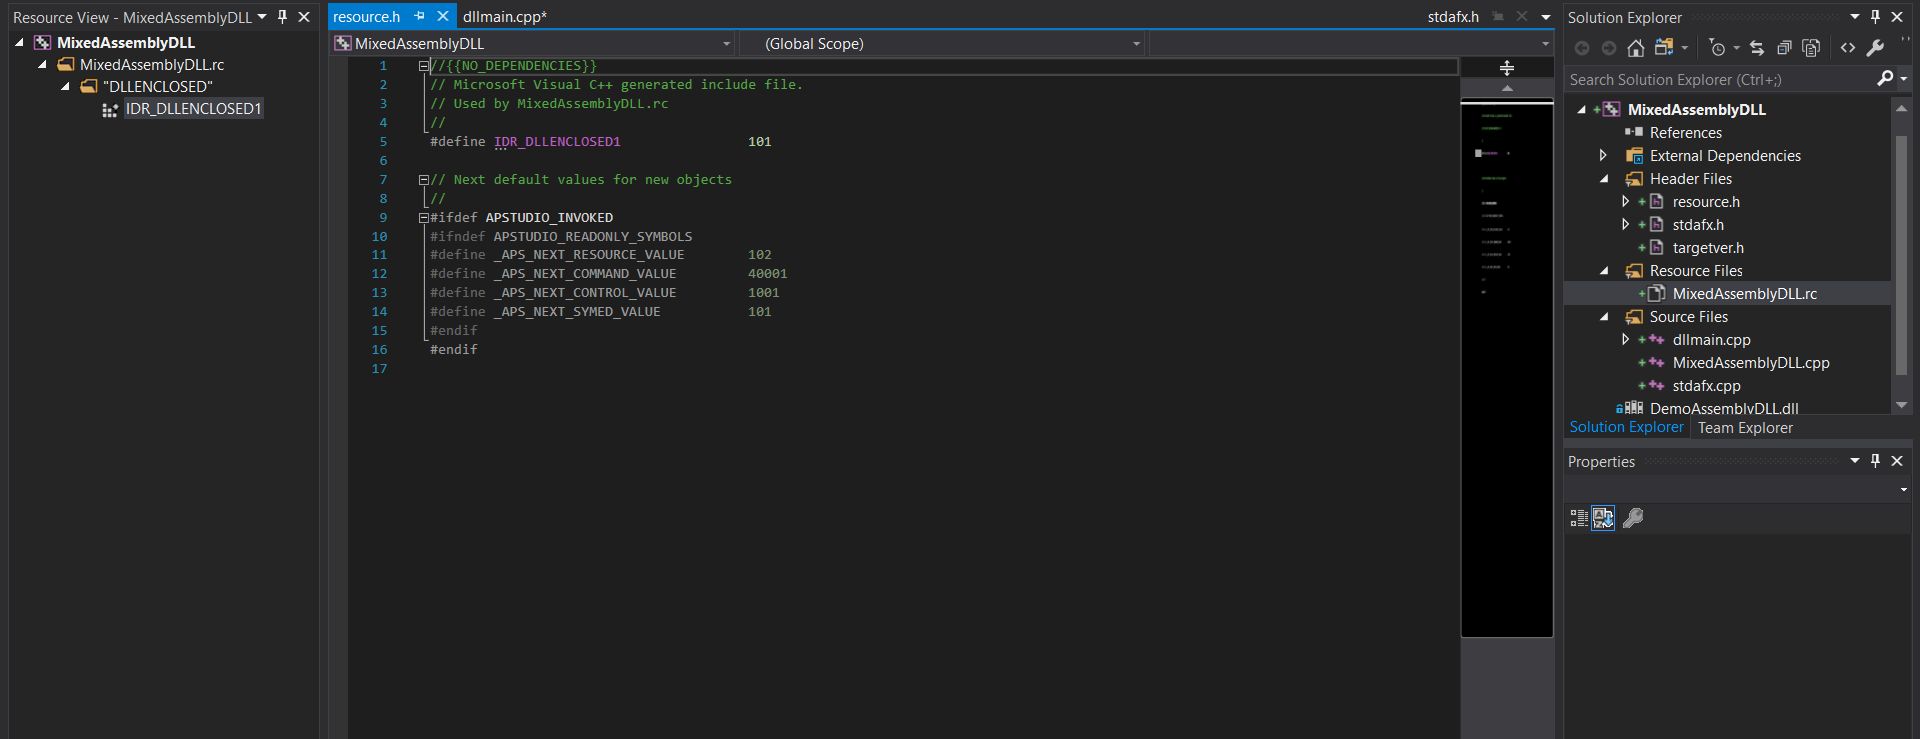 Resource View - MixedAssemblyDLL
MixedAssemblyDLL
MixedAssemblyDLL.rc
"DLLENCLOSED"
IDR_DLLENCLOSED1
resource.h
dllmain.cpp*
stdafx.h
MixedAssemblyDLL
(Global Scope)
1 //{{NO_DEPENDENCIES}}
2 // Microsoft Visual C++ generated include file.
3 // Used by MixedAssemblyDLL.rc
4 //
5 #define IDR_DLLENCLOSED1 101
6
7 // Next default values for new objects
8 //
9 #ifdef APSTUDIO_INVOKED
10 #ifndef APSTUDIO_READONLY_SYMBOLS
11 #define _APS_NEXT_RESOURCE_VALUE 102
12 #define _APS_NEXT_COMMAND_VALUE 40001
13 #define _APS_NEXT_CONTROL_VALUE 1001
14 #define _APS_NEXT_SYMED_VALUE 101
15 #endif
16 #endif
17
Solution Explorer
Search Solution Explorer (Ctrl+;)
MixedAssemblyDLL
References
External Dependencies
Header Files
resource.h
stdafx.h
targetver.h
Resource Files
MixedAssemblyDLL.rc
Source Files
dllmain.cpp
MixedAssemblyDLL.cpp
stdafx.cpp
DemoAssemblyDLL.dll
Solution Explorer
Team Explorer
Properties